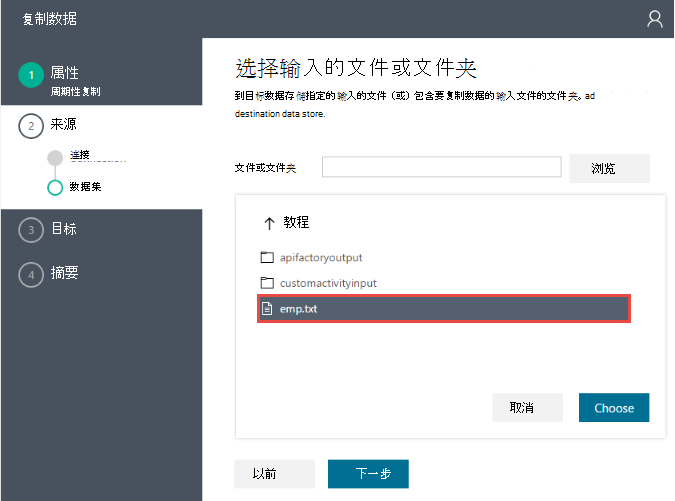 复制数据
1 属性
周期性复制
2 来源
连接
数据集
3 目标
4 摘要
选择输入的文件或文件夹
到目标数据存储指定的输入的文件（或）包含要复制数据的输入文件的文件夹。ad
destination data store.
文件或文件夹 浏览
教程
apifactoryoutput
customactivityinput
emp.txt
取消 Choose
以前 下一步